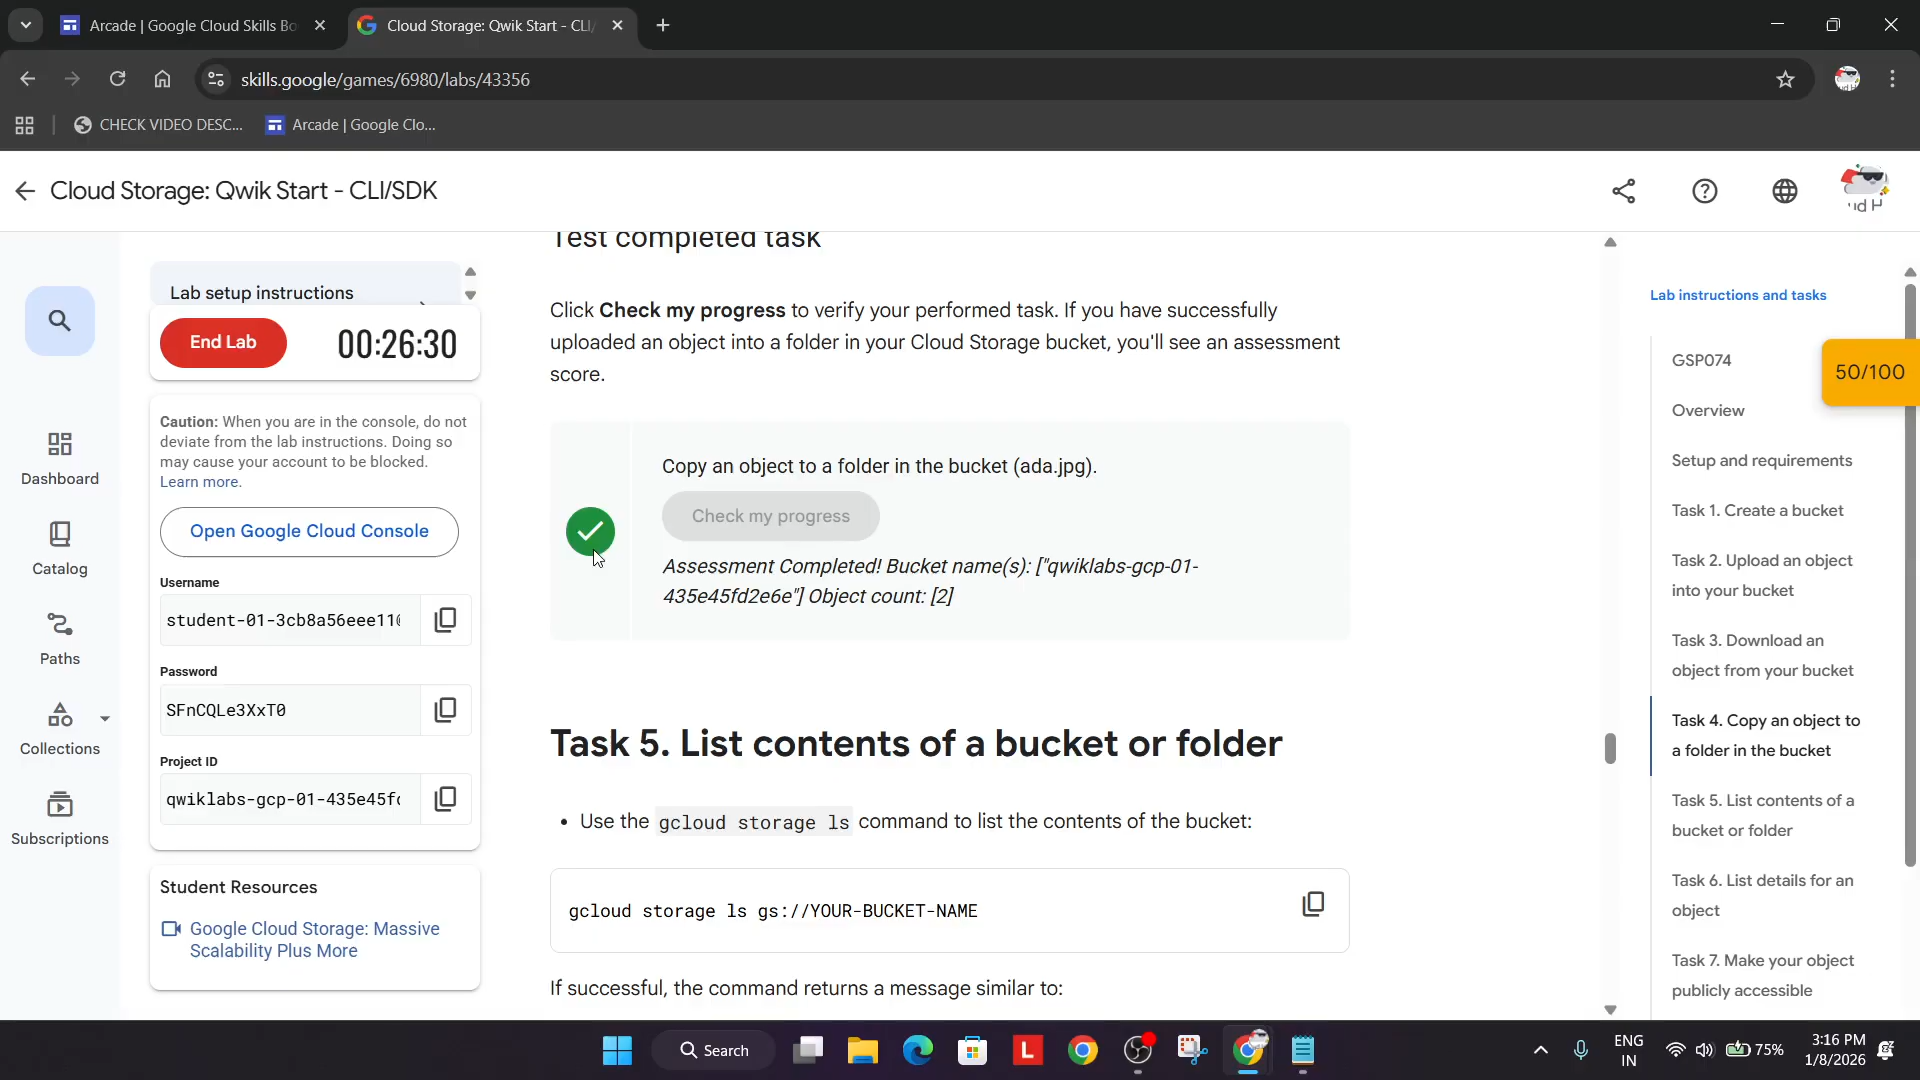 Arcade | Google Cloud Skills Bo
Cloud Storage: Qwik Start - CLI/
skills.google/games/6980/labs/43356
CHECK VIDEO DESC...
Arcade | Google Clo...
Cloud Storage: Qwik Start - CLI/SDK
ud H
Lab setup instructions
End Lab
00:26:30
Caution: When you are in the console, do not
deviate from the lab instructions. Doing so
may cause your account to be blocked.
Learn more.
Open Google Cloud Console
Username
student-01-3cb8a56eee11
Password
SFnCQLe3XxT0
Project ID
qwiklabs-gcp-01-435e45f
Student Resources
Google Cloud Storage: Massive
Scalability Plus More
Dashboard
Catalog
Paths
Collections
Subscriptions
Test completed task
Click Check my progress to verify your performed task. If you have successfully
uploaded an object into a folder in your Cloud Storage bucket, you'll see an assessment
score.
Copy an object to a folder in the bucket (ada.jpg).
Check my progress
Assessment Completed! Bucket name(s): ["qwiklabs-gcp-01-
435e45fd2e6e"] Object count: [2]
Task 5. List contents of a bucket or folder
• Use the gcloud storage ls command to list the contents of the bucket:
gcloud storage ls gs://YOUR-BUCKET-NAME
If successful, the command returns a message similar to:
Lab instructions and tasks
GSP074
50/100
Overview
Setup and requirements
Task 1. Create a bucket
Task 2. Upload an object
into your bucket
Task 3. Download an
object from your bucket
Task 4. Copy an object to
a folder in the bucket
Task 5. List contents of a
bucket or folder
Task 6. List details for an
object
Task 7. Make your object
publicly accessible
Search
L
ENG
IN
75%
3:16 PM
1/8/2026